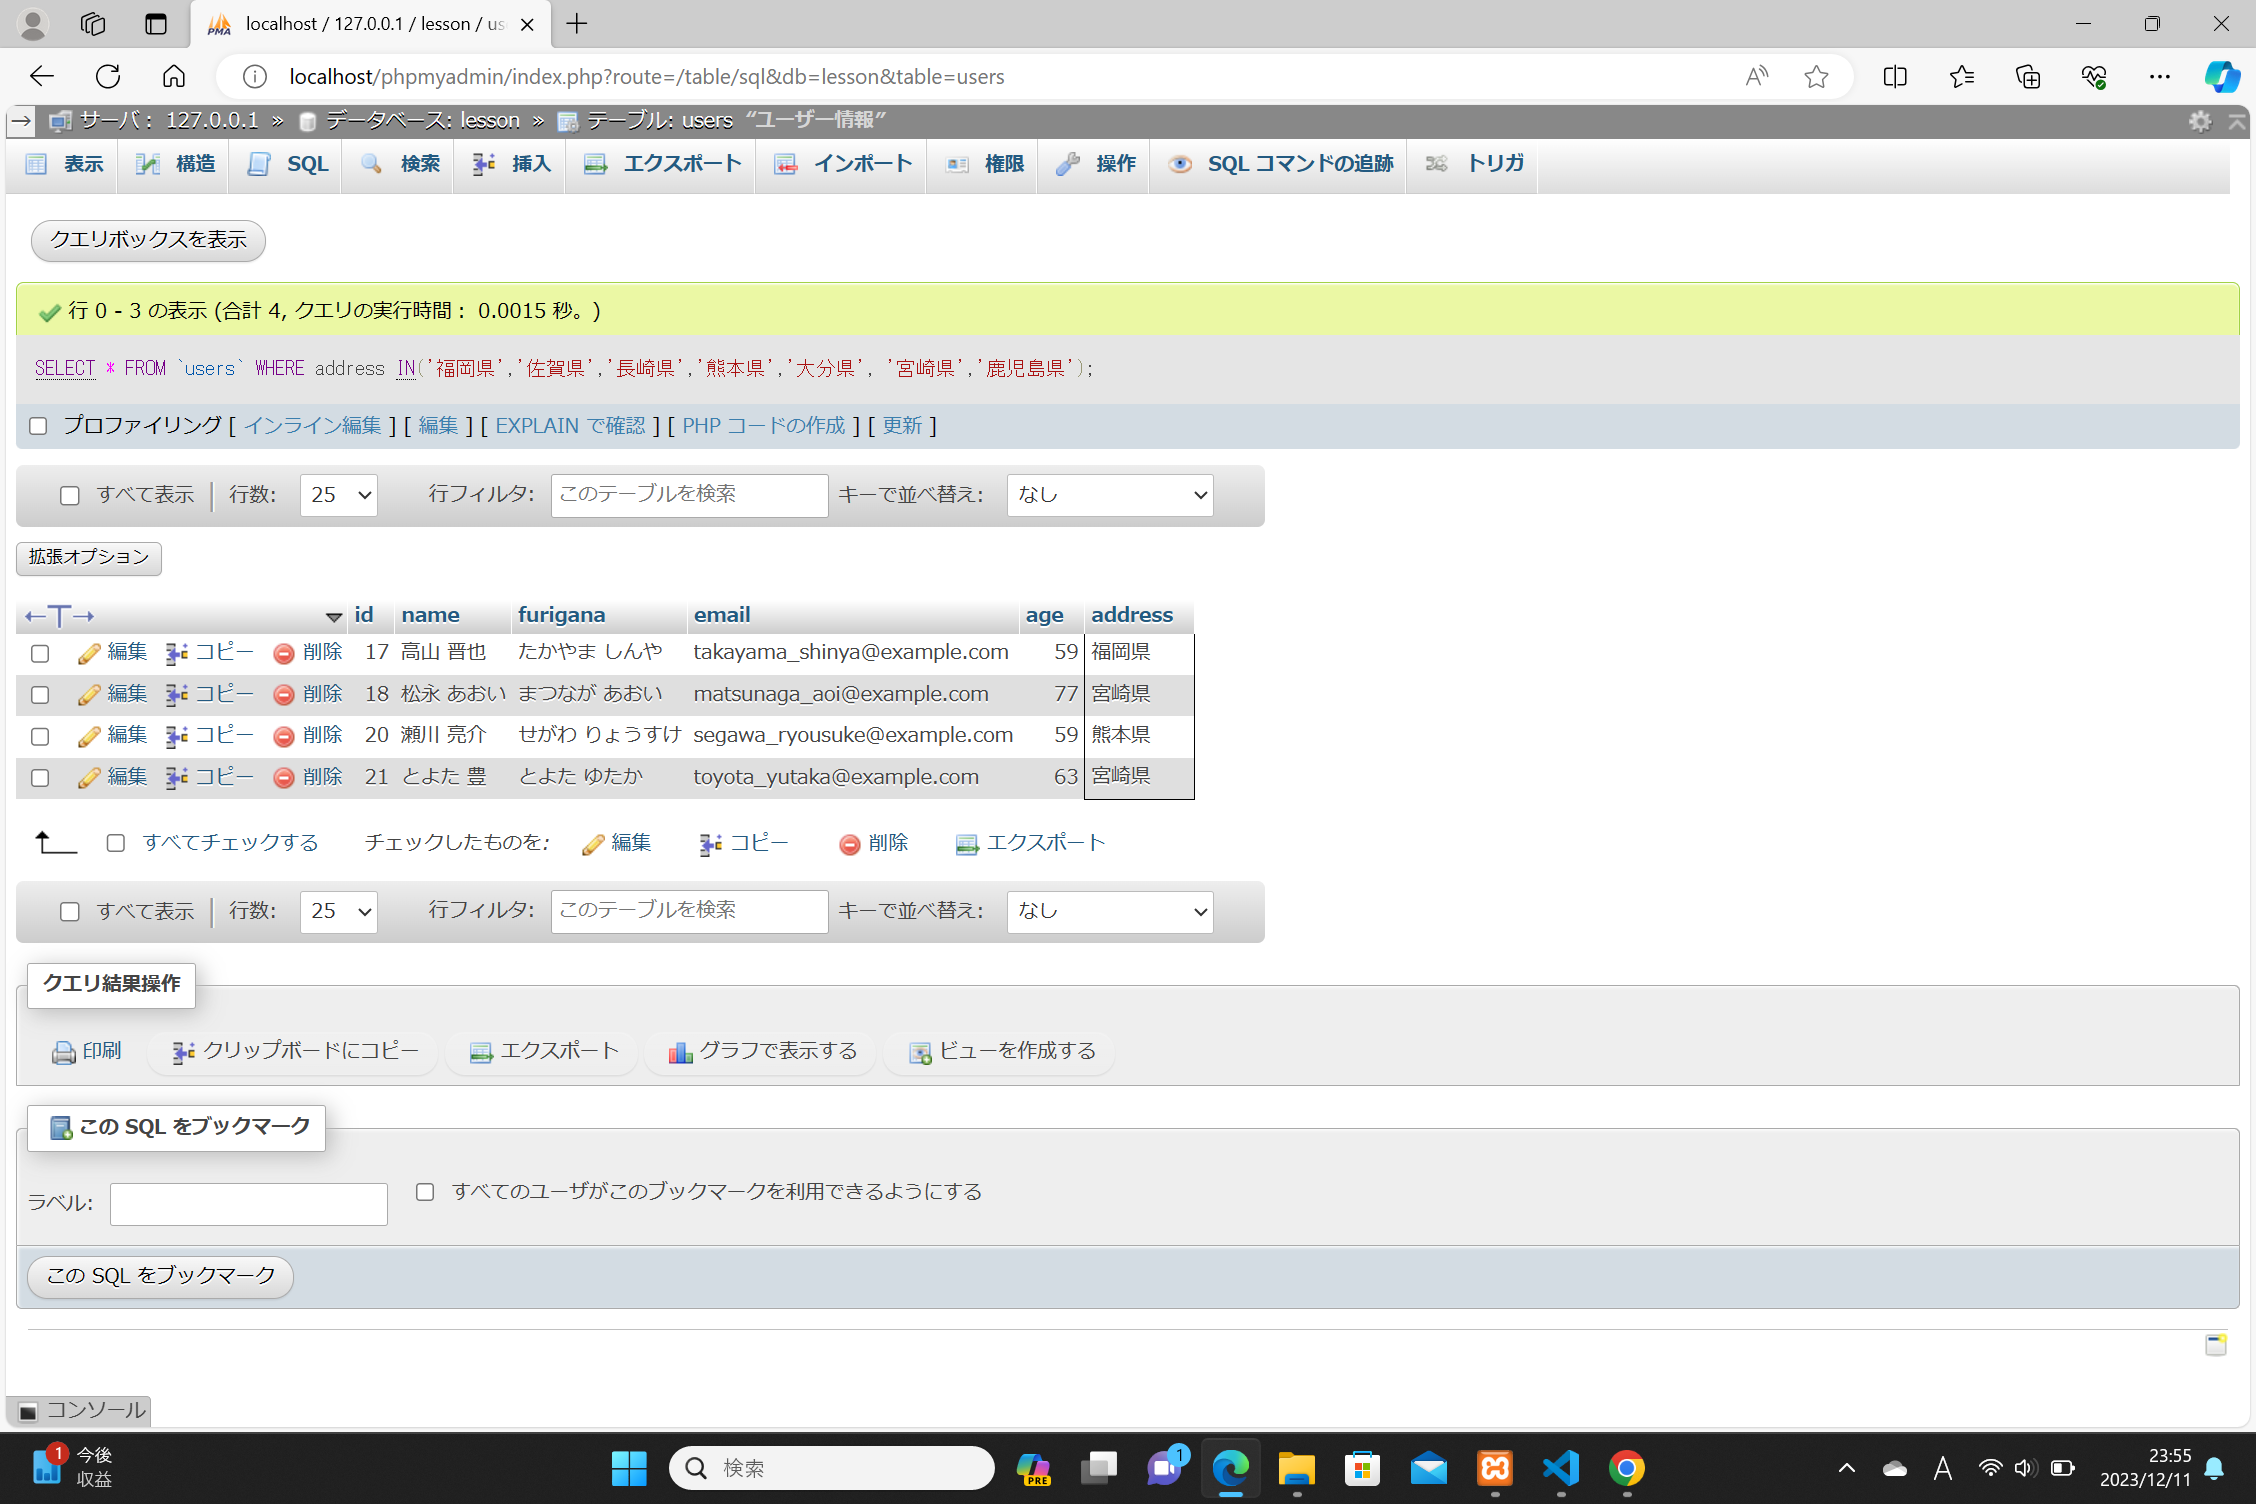 localhost / 127.0.0.1 / lesson / us
localhost/phpmyadmin/index.php?route=/table/sql&db=lesson&table=users
サーバ: 127.0.0.1 » データベース: lesson » テーブル: users "ユーザー情報"
表示 構造 SQL 検索 挿入 エクスポート インポート 権限 操作 SQL コマンドの追跡 トリガ
クエリボックスを表示
行 0 - 3 の表示 (合計 4, クエリの実行時間: 0.0015 秒。)
SELECT * FROM `users` WHERE address IN('福岡県','佐賀県','長崎県','熊本県','大分県', '宮崎県','鹿児島県');
プロファイリング [ インライン編集 ] [ 編集 ] [ EXPLAIN で確認 ] [ PHP コードの作成 ] [ 更新 ]
すべて表示 行数: 25 行フィルタ: このテーブルを検索 キーで並べ替え: なし
拡張オプション
←T→ id name furigana email age address
編集 コピー 削除 17 高山 晋也 たかやま しんや takayama_shinya@example.com 59 福岡県
編集 コピー 削除 18 松永 あおい まつなが あおい matsunaga_aoi@example.com 77 宮崎県
編集 コピー 削除 20 瀬川 亮介 せがわ りょうすけ segawa_ryousuke@example.com 59 熊本県
編集 コピー 削除 21 とよた 豊 とよた ゆたか toyota_yutaka@example.com 63 宮崎県
すべてチェックする チェックしたものを: 編集 コピー 削除 エクスポート
すべて表示 行数: 25 行フィルタ: このテーブルを検索 キーで並べ替え: なし
クエリ結果操作
印刷 クリップボードにコピー エクスポート グラフで表示する ビューを作成する
この SQL をブックマーク
ラベル: すべてのユーザがこのブックマークを利用できるようにする
この SQL をブックマーク
コンソール
1 今後
収益
検索
PRE
1
A
23:55
2023/12/11